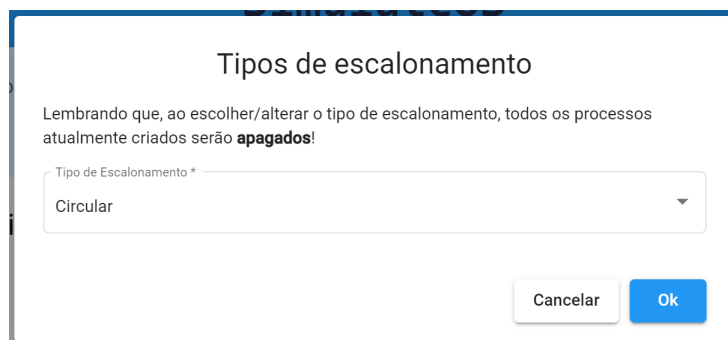 Tipos de escalonamento
Lembrando que, ao escolher/alterar o tipo de escalonamento, todos os processos
atualmente criados serão apagados!
Tipo de Escalonamento *
Circular
Cancelar
Ok